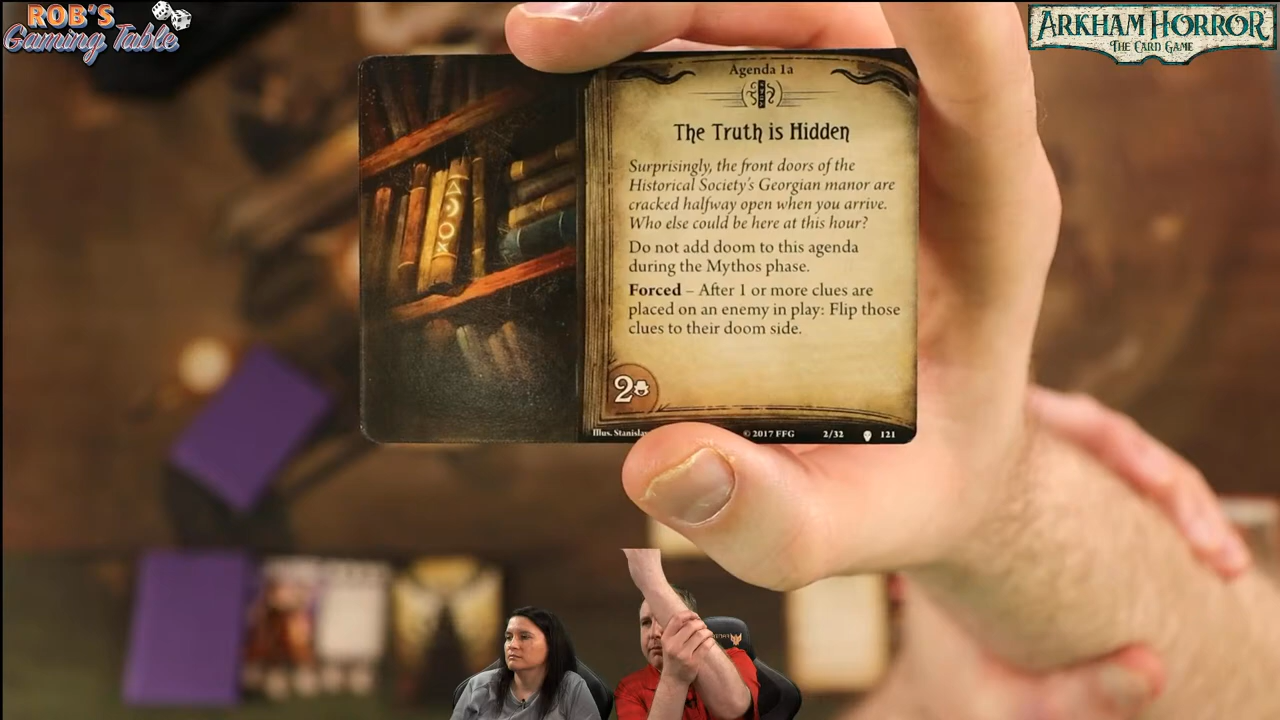 ROB'S
Gaming Table
ARKHAM HORROR
THE CARD GAME
Agenda 1a
The Truth is Hidden
Surprisingly, the front doors of the
Historical Society's Georgian manor are
cracked halfway open when you arrive.
Who else could be here at this hour?
Do not add doom to this agenda
during the Mythos phase.
Forced – After 1 or more clues are
placed on an enemy in play: Flip those
clues to their doom side.
2
Illus. © 2017 FFG 2/32 121